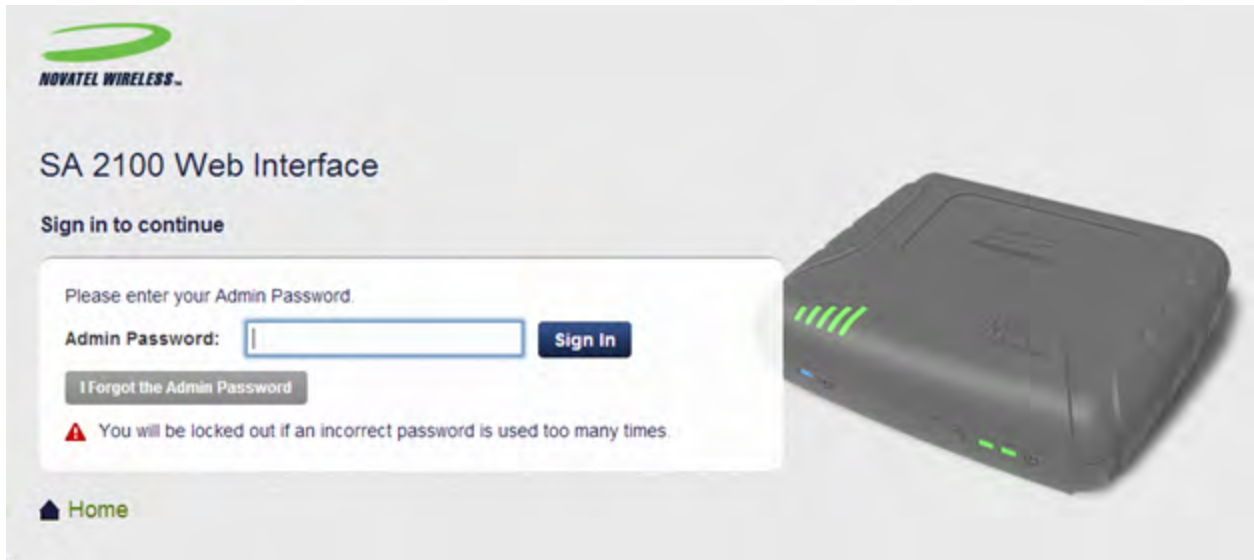 NOVATEL WIRELESS™
SA 2100 Web Interface
Sign in to continue
Please enter your Admin Password.
Admin Password:
Sign In
I Forgot the Admin Password
You will be locked out if an incorrect password is used too many times.
Home